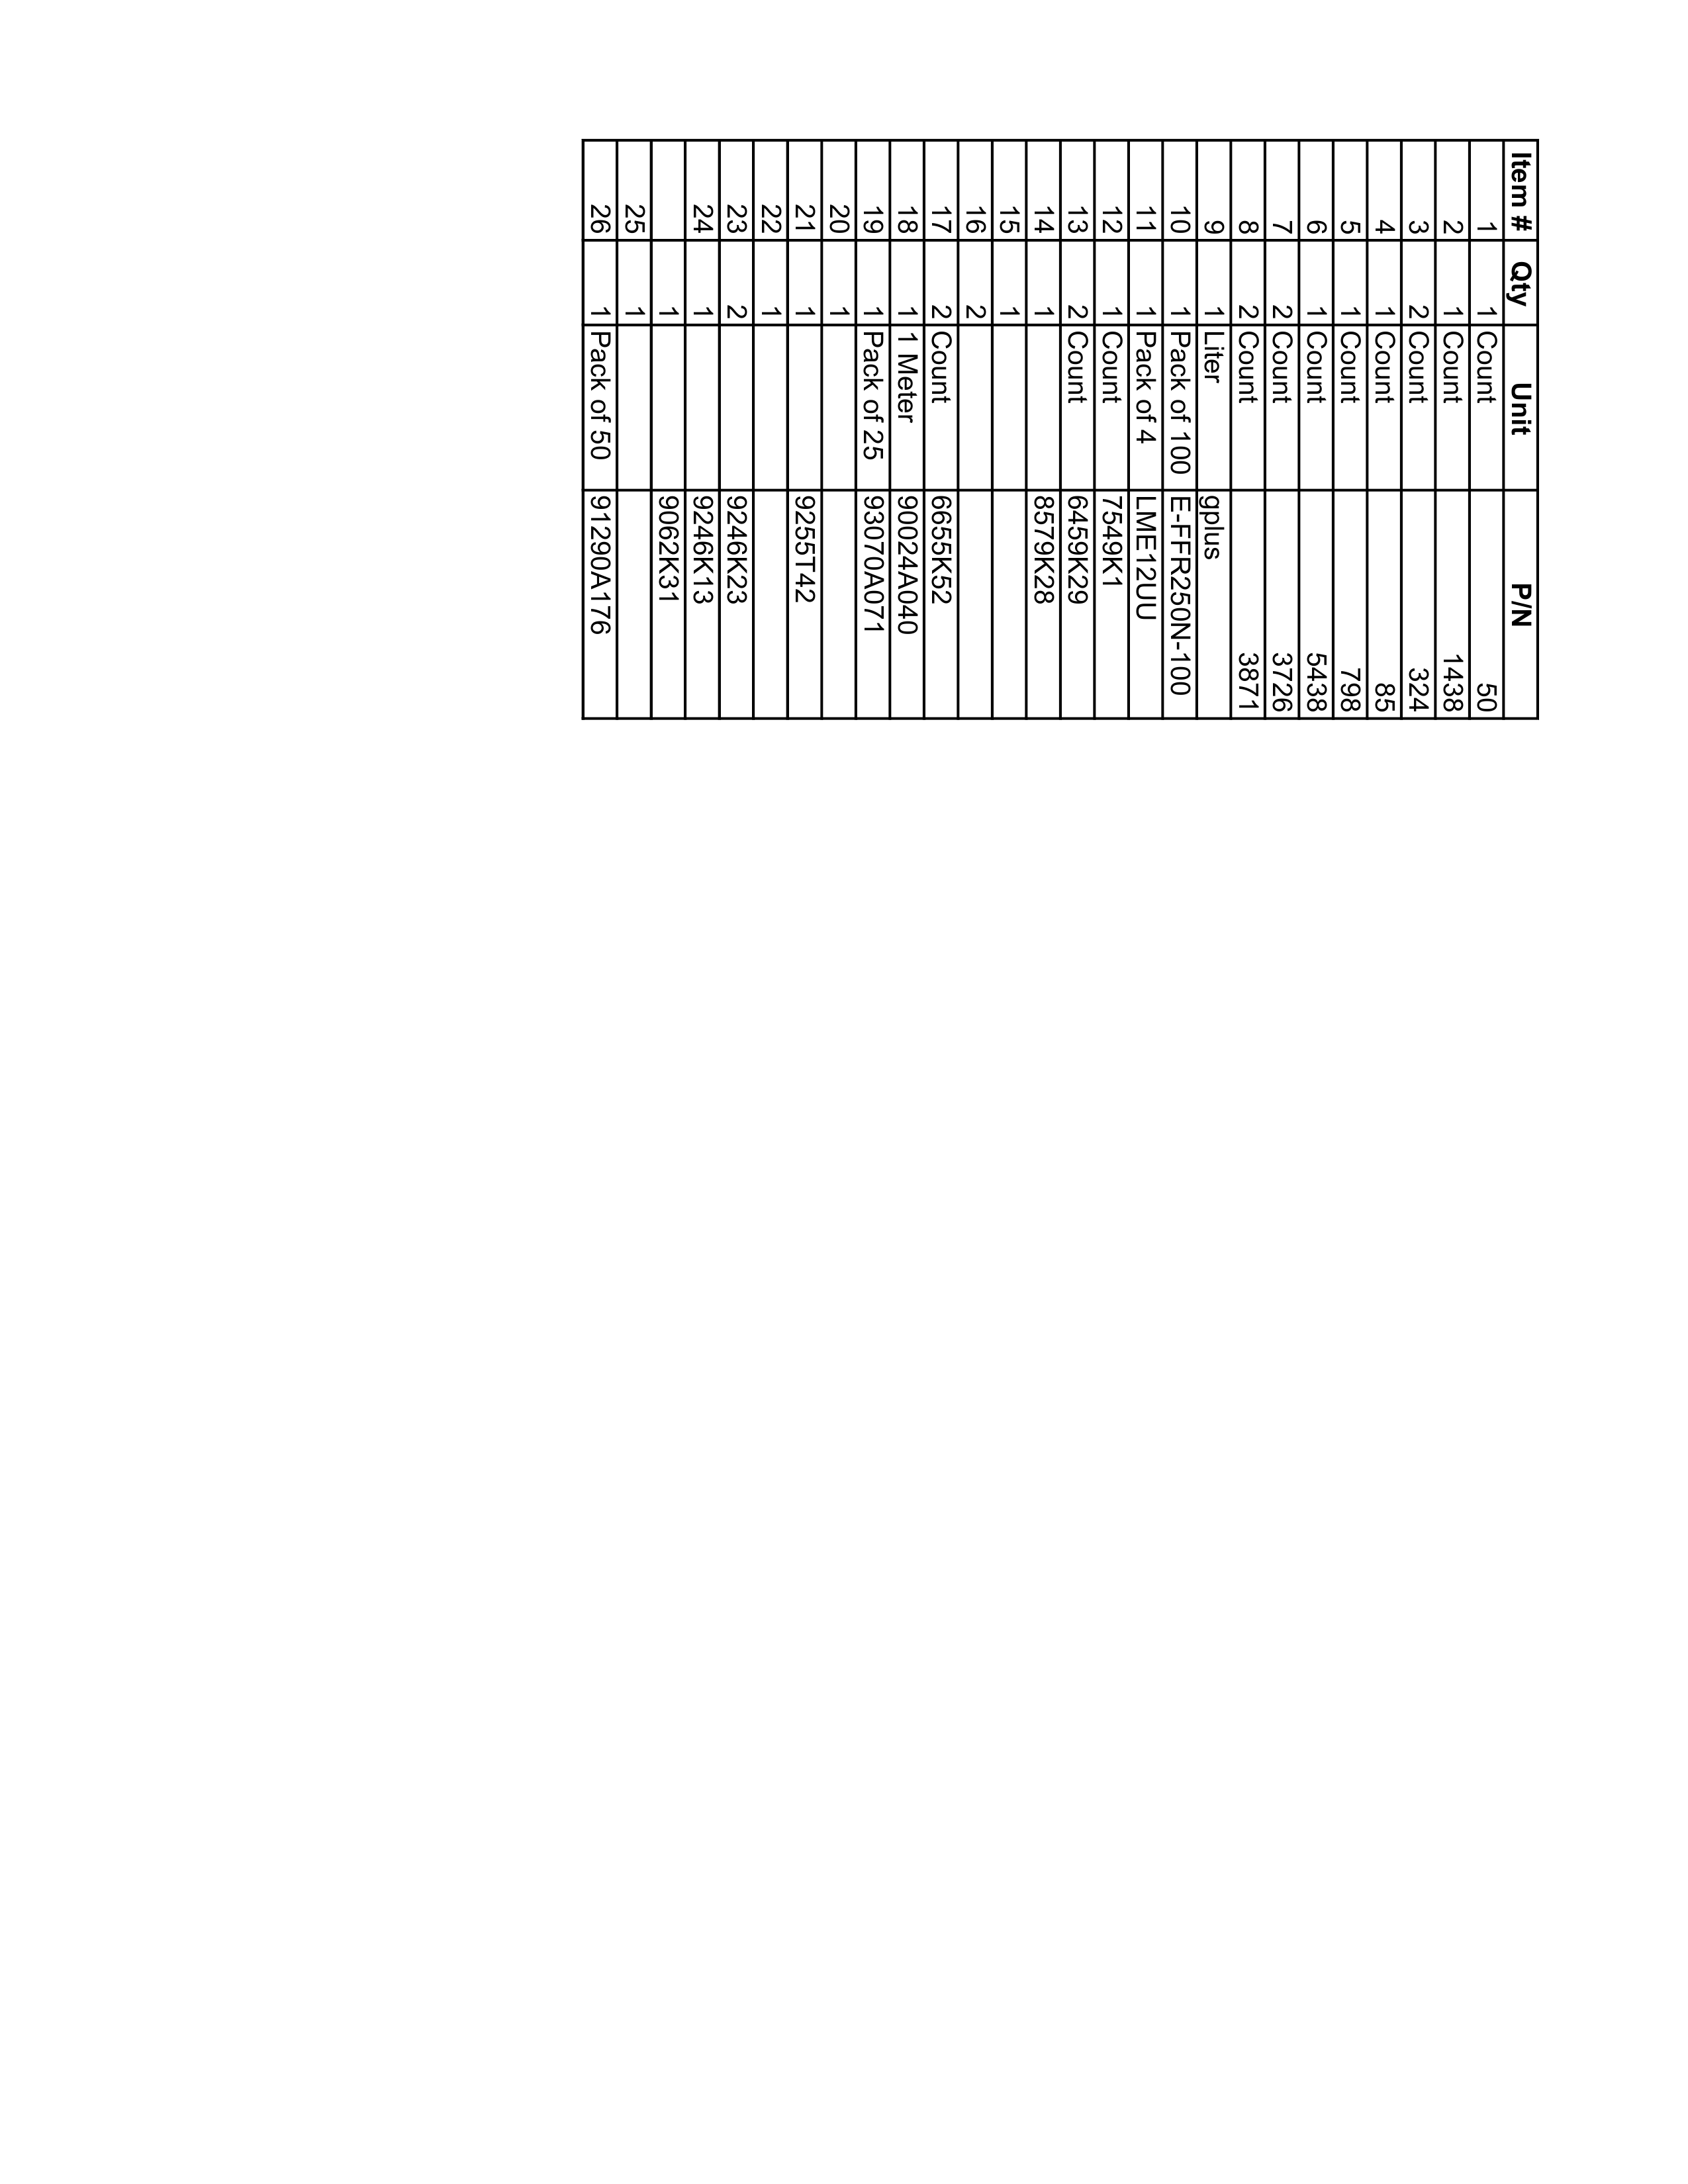 Item # Qty Unit P/N
1 1 Count 50
2 1 Count 1438
3 2 Count 324
4 1 Count 85
5 1 Count 798
6 1 Count 5438
7 2 Count 3726
8 2 Count 3871
9 1 Liter gplus
10 1 Pack of 100 E-FFR250N-100
11 1 Pack of 4 LME12UU
12 1 Count 7549K1
13 2 Count 6459K29
14 1 8579K28
15 1
16 2
17 2 Count 6655K52
18 1 1 Meter 90024A040
19 1 Pack of 25 93070A071
20 1
21 1 9255T42
22 1
23 2 9246K23
24 1 9246K13
1 9062K31
25 1
26 1 Pack of 50 91290A176